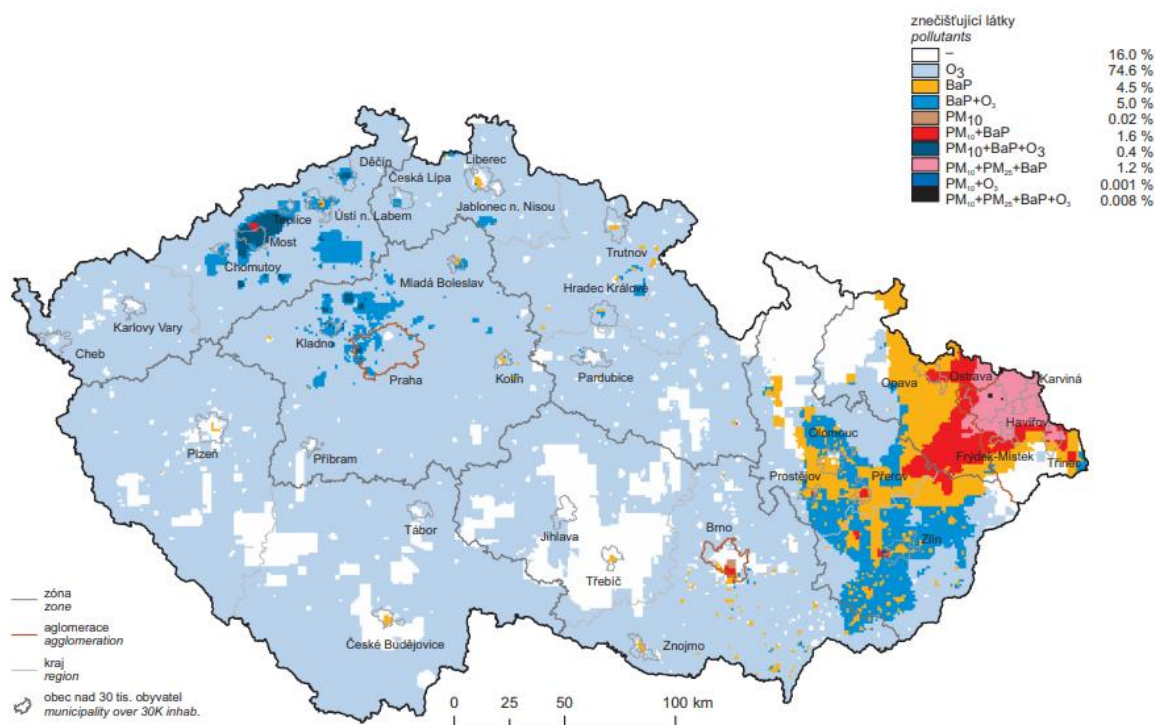 znečišťující látky
pollutants
– 16.0 %
O3 74.6 %
BaP 4.5 %
BaP+O3 5.0 %
PM10 0.02 %
PM10+BaP 1.6 %
PM10+BaP+O3 0.4 %
PM10+PM25+BaP 1.2 %
PM10+O3 0.001 %
PM10+PM25+BaP+O3 0.008 %
Děčín
Liberec
Česká Lípa
Teplice
Ústí n. Labem
Jablonec n. Nisou
Most
Trutnov
Chomutov
Mladá Boleslav
Hradec Králové
Karlovy Vary
Kladno
Cheb
Praha
Kolín
Pardubice
Opava
Ostrava
Karviná
Havířov
Olomouc
Plzeň
Příbram
Frýdek-Místek
Třinec
Prostějov
Přerov
Tábor
Jihlava
Brno
Zlín
Třebíč
České Budějovice
Znojmo
zóna
zone
aglomerace
agglomeration
kraj
region
obec nad 30 tis. obyvatel
municipality over 30K inhab.
0 25 50 100 km